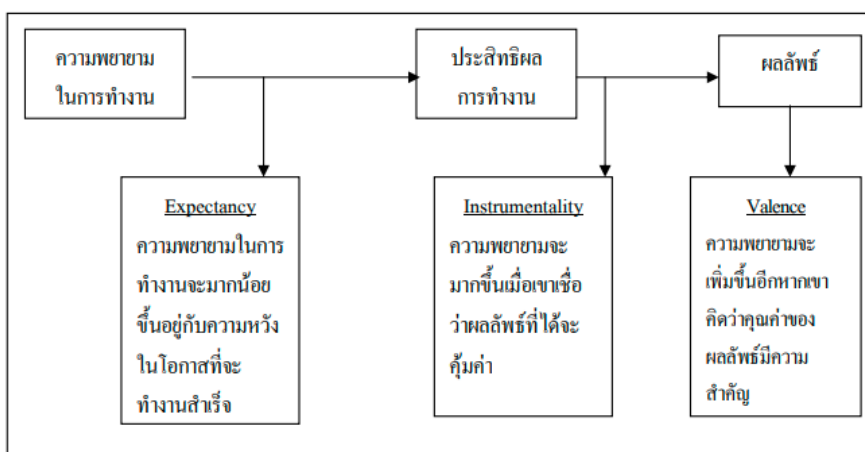 ความพยายาม
ในการทำงาน
ประสิทธิผล
การทำงาน
ผลลัพธ์
Expectancy
ความพยายามในการ
ทำงานจะมากน้อย
ขึ้นอยู่กับความหวัง
ในโอกาสที่จะ
ทำงานสำเร็จ
Instrumentality
ความพยายามจะ
มากขึ้นเมื่อเขาเชื่อ
ว่าผลลัพธ์ที่ได้จะ
คุ้มค่า
Valence
ความพยายามจะ
เพิ่มขึ้นอีกหากเขา
คิดว่าคุณค่าของ
ผลลัพธ์มีความ
สำคัญ